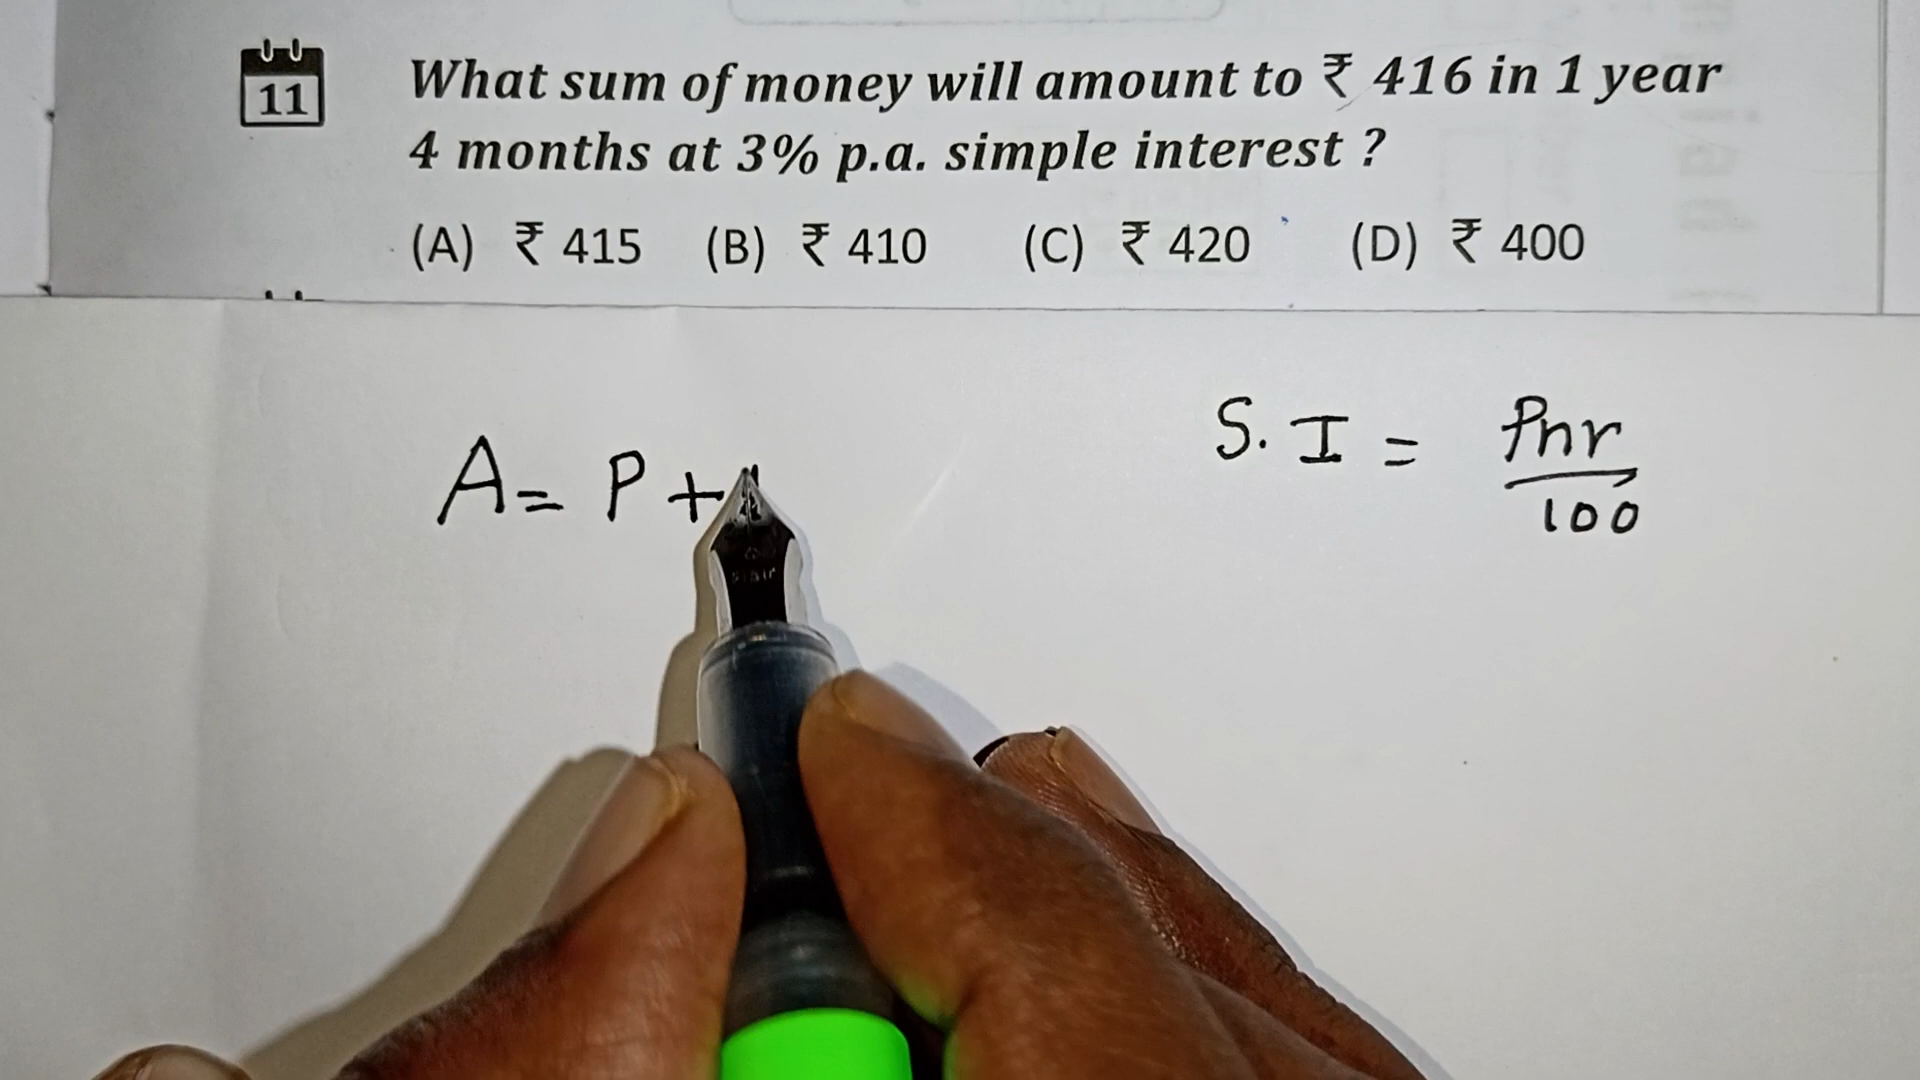 11 What sum of money will amount to ₹ 416 in 1 year
4 months at 3% p.a. simple interest ?
(A) ₹ 415 (B) ₹ 410 (C) ₹ 420 (D) ₹ 400
S. I = Pnr
100
A = P +